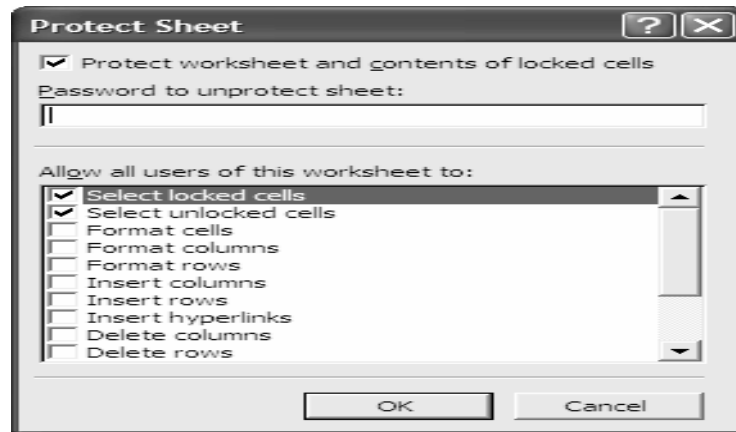 Protect Sheet
Protect worksheet and contents of locked cells
Password to unprotect sheet:
Allow all users of this worksheet to:
Select locked cells
Select unlocked cells
Format cells
Format columns
Format rows
Insert columns
Insert rows
Insert hyperlinks
Delete columns
Delete rows
OK Cancel